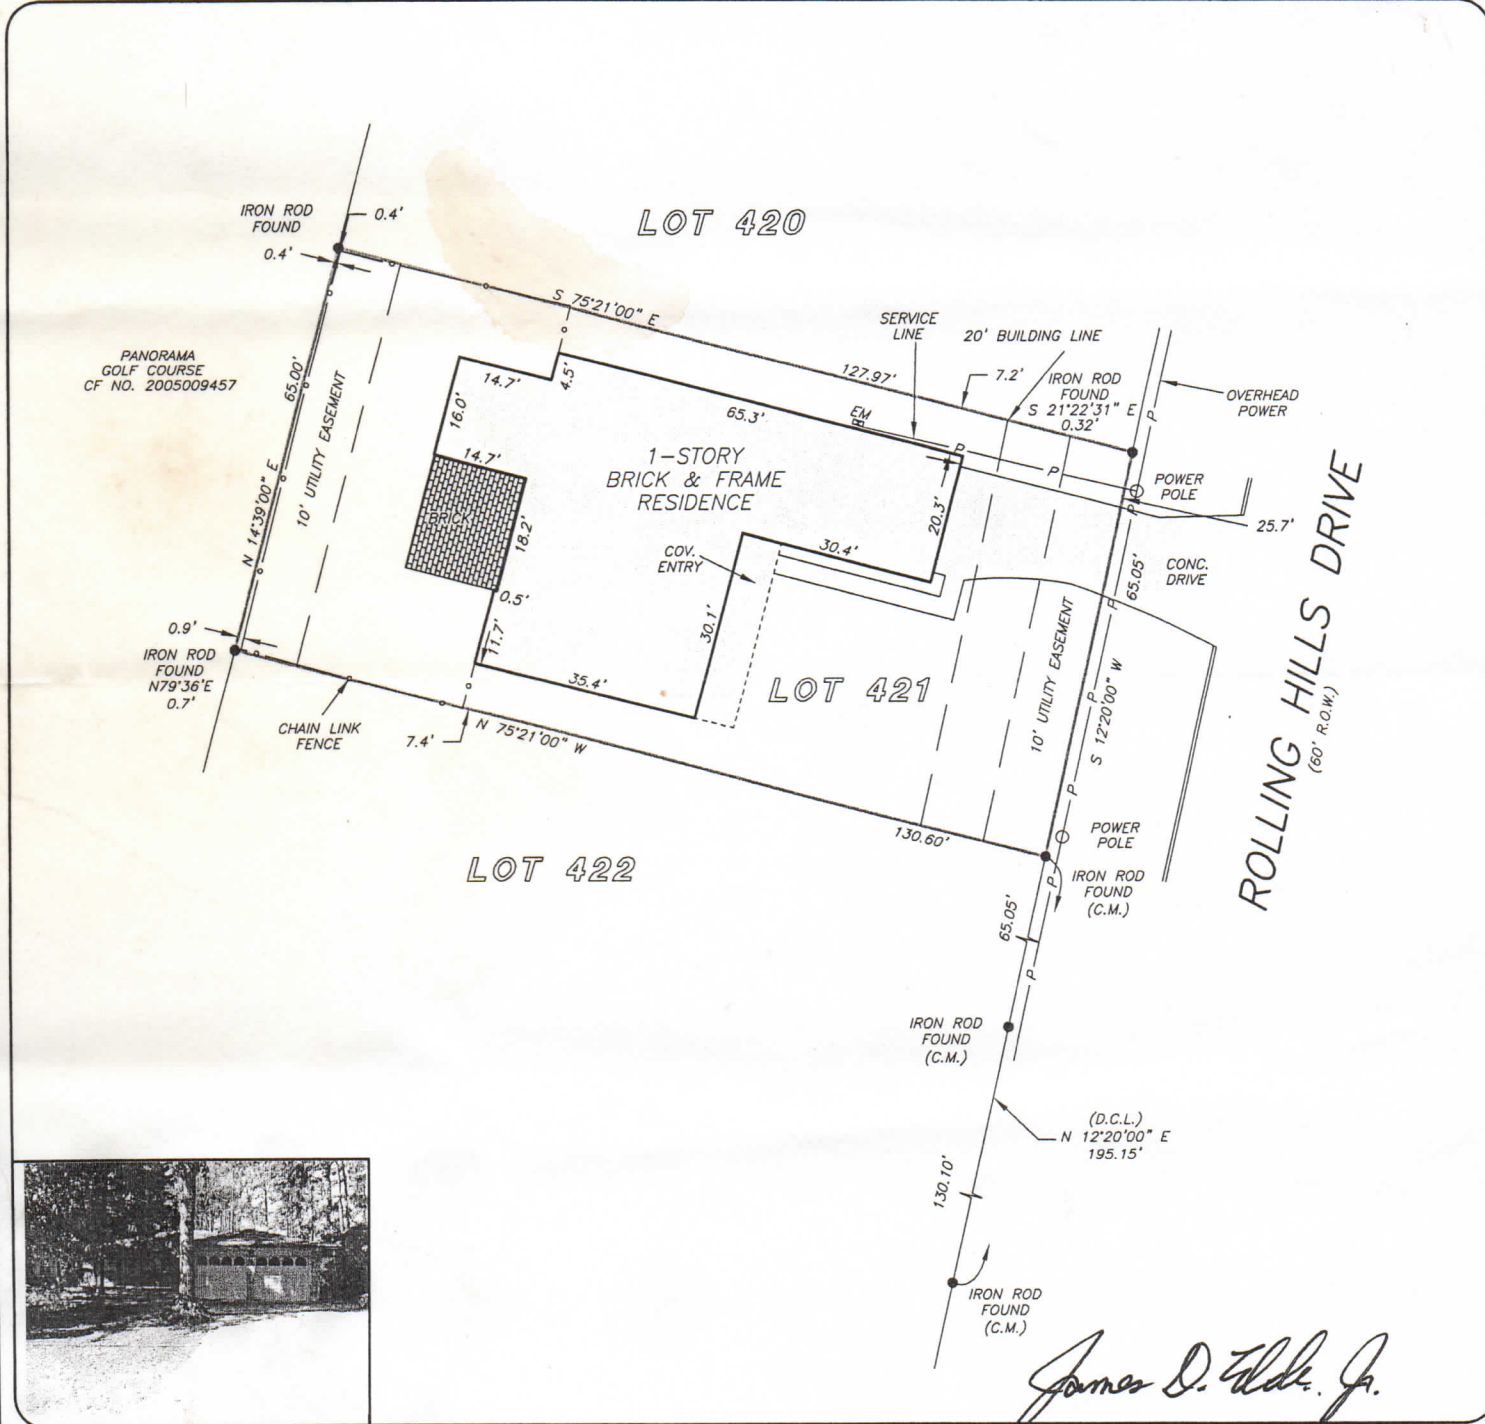 IRON ROD
FOUND
0.4'
0.4'
LOT 420
S 75°21'00" E
127.97'
PANORAMA
GOLF COURSE
CF NO. 2005009457
65.00'
N 14°39'00" E
10' UTILITY EASEMENT
SERVICE
LINE
20' BUILDING LINE
7.2'
IRON ROD
FOUND
S 21°22'31" E
0.32'
OVERHEAD
POWER
14.7'
4.5'
16.0'
65.3'
EM
14.7'
1-STORY
BRICK & FRAME
RESIDENCE
P
P
P
P
POWER
POLE
25.7'
BRICK
18.2'
20.3'
30.4'
COV.
ENTRY
CONC.
DRIVE
65.05'
P
0.5'
11.7'
30.1'
10' UTILITY EASEMENT
S 12°20'00" W
P
P
ROLLING HILLS DRIVE
(60' R.O.W.)
0.9'
IRON ROD
FOUND
N79°36'E
0.7'
35.4'
LOT 421
CHAIN LINK
FENCE
7.4'
N 75°21'00" W
130.60'
POWER
POLE
LOT 422
IRON ROD
FOUND
(C.M.)
P
65.05'
P
IRON ROD
FOUND
(C.M.)
(D.C.L.)
N 12°20'00" E
195.15'
130.10'
IRON ROD
FOUND
(C.M.)
James D. Jr.